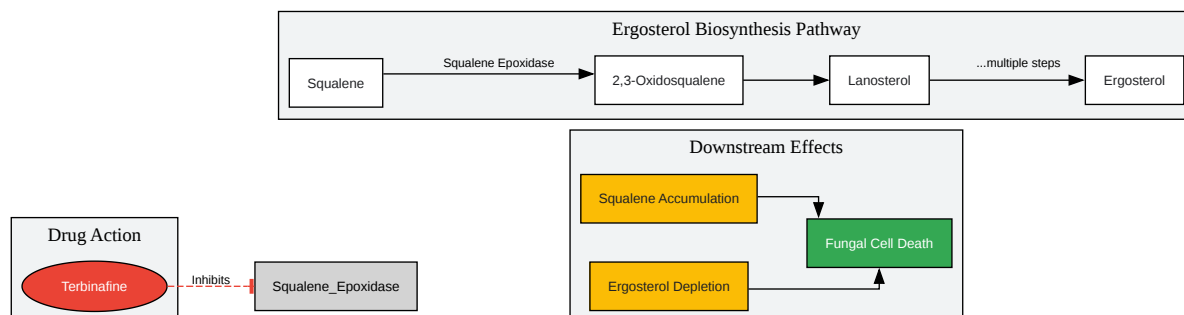 Ergosterol Biosynthesis Pathway
Squalene
Squalene Epoxidase
2,3-Oxidosqualene
Lanosterol
...multiple steps
Ergosterol
Downstream Effects
Squalene Accumulation
Fungal Cell Death
Ergosterol Depletion
Drug Action
Terbinafine
Inhibits
Squalene_Epoxidase